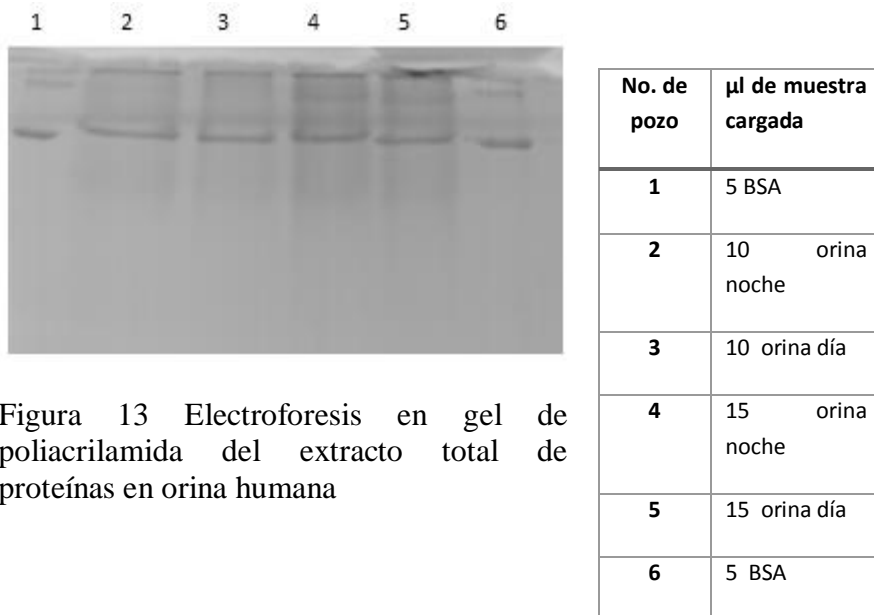 1 2 3 4 5 6
Figura 13 Electroforesis en gel de
poliacrilamida del extracto total de
proteínas en orina humana
No. de pozo µl de muestra cargada
1 5 BSA
2 10 orina noche
3 10 orina día
4 15 orina noche
5 15 orina día
6 5 BSA